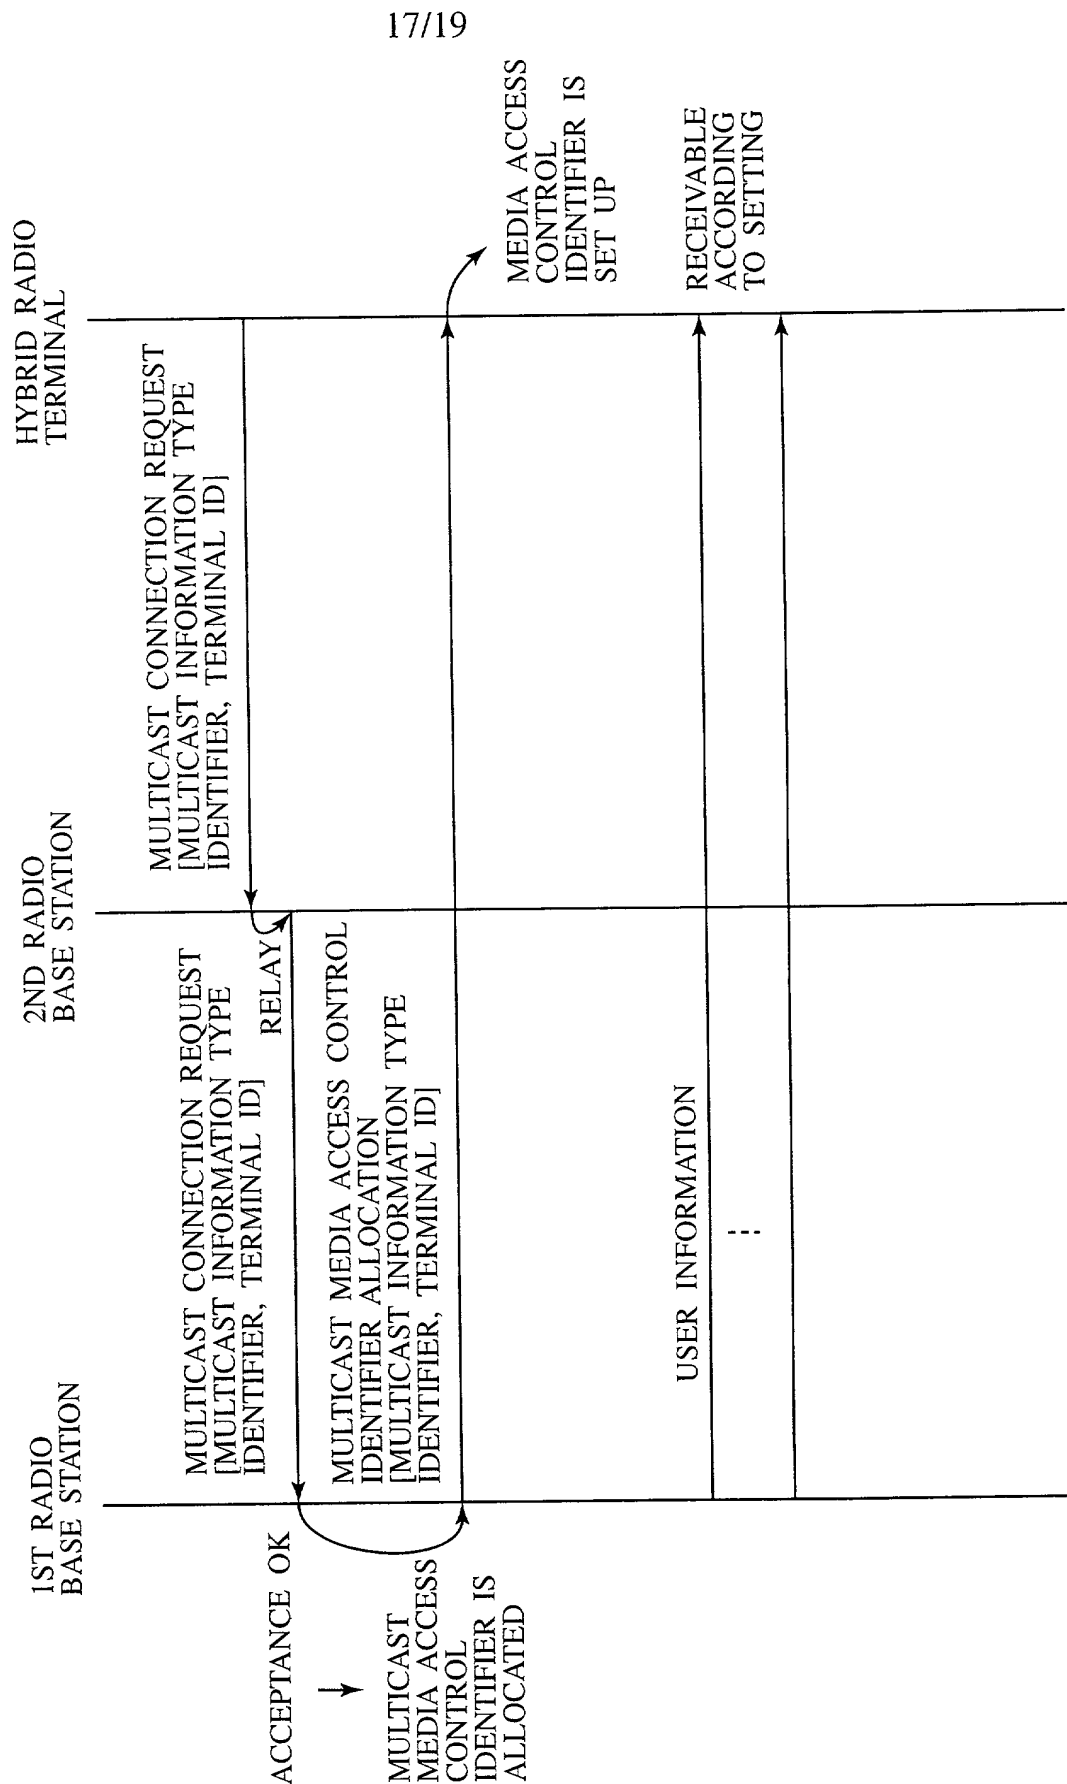 17/19
1ST RADIO
BASE STATION
2ND RADIO
BASE STATION
HYBRID RADIO
TERMINAL
MULTICAST CONNECTION REQUEST
[MULTICAST INFORMATION TYPE
IDENTIFIER, TERMINAL ID]
MULTICAST CONNECTION REQUEST
[MULTICAST INFORMATION TYPE
IDENTIFIER, TERMINAL ID]
RELAY
ACCEPTANCE OK
MULTICAST
MEDIA ACCESS
CONTROL
IDENTIFIER IS
ALLOCATED
MULTICAST MEDIA ACCESS CONTROL
IDENTIFIER ALLOCATION
[MULTICAST INFORMATION TYPE
IDENTIFIER, TERMINAL ID]
MEDIA ACCESS
CONTROL
IDENTIFIER IS
SET UP
USER INFORMATION
RECEIVABLE
ACCORDING
TO SETTING